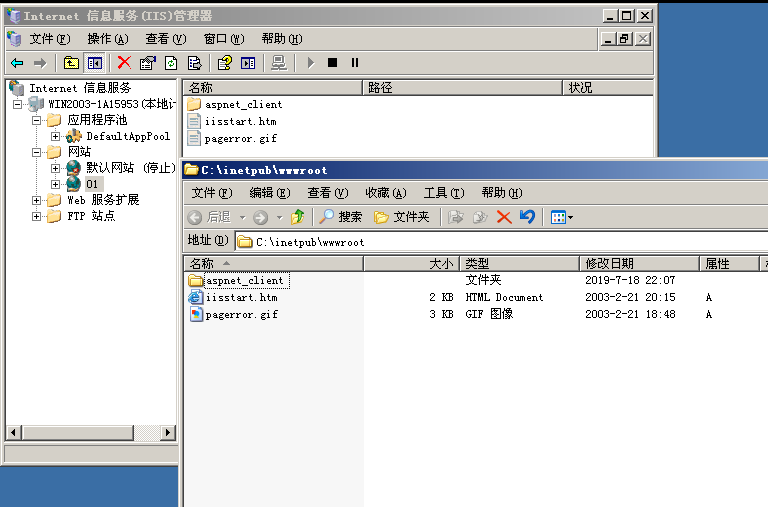 Internet 信息服务(IIS)管理器
文件(F) 操作(A) 查看(V) 窗口(W) 帮助(H)
Internet 信息服务
WIN2003-1A15953(本地计
应用程序池
DefaultAppPool
网站
默认网站 (停止)
01
Web 服务扩展
FTP 站点
名称 路径 状况
aspnet_client
iisstart.htm
pagerror.gif
C:\inetpub\wwwroot
文件(F) 编辑(E) 查看(V) 收藏(A) 工具(T) 帮助(H)
后退 搜索 文件夹
地址(D) C:\inetpub\wwwroot
名称 大小 类型 修改日期 属性
aspnet_client 文件夹 2019-7-18 22:07
iisstart.htm 2 KB HTML Document 2003-2-21 20:15 A
pagerror.gif 3 KB GIF 图像 2003-2-21 18:48 A